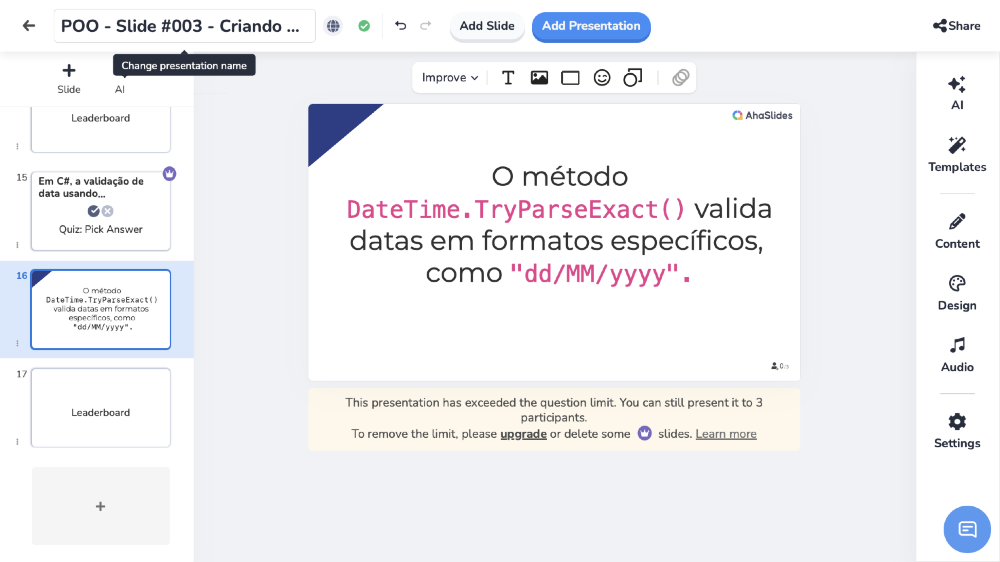 POO - Slide #003 - Criando ...
Add Slide
Add Presentation
Share
Change presentation name
Slide
AI
Improve
Leaderboard
15
Em C#, a validação de
data usando...
Quiz: Pick Answer
16
O método
DateTime.TryParseExact()
valida datas em formatos
específicos, como
"dd/MM/yyyy".
17
Leaderboard
AhaSlides
O método
DateTime.TryParseExact() valida
datas em formatos específicos,
como "dd/MM/yyyy".
0/3
This presentation has exceeded the question limit. You can still present it to 3
participants.
To remove the limit, please upgrade or delete some slides. Learn more
AI
Templates
Content
Design
Audio
Settings